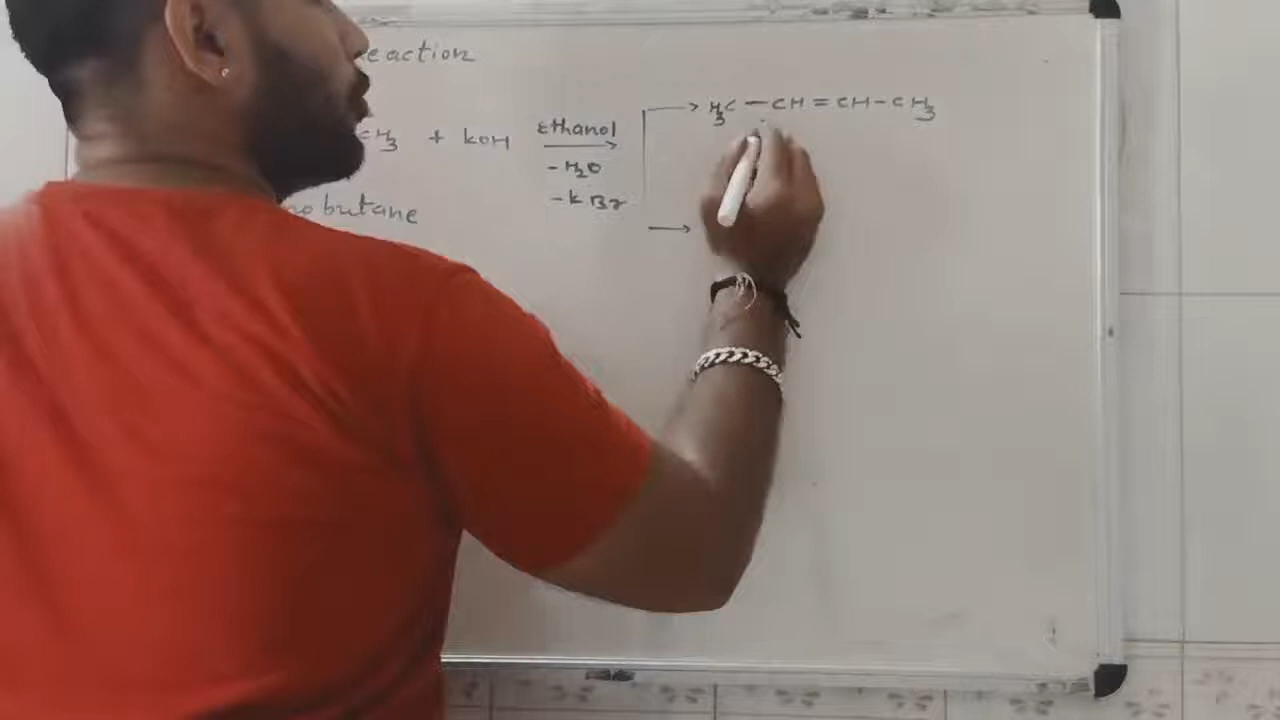 eaction
H3C - CH = CH - CH3
CH3 + KOH Ethanol
- H2O
- KBr
butane